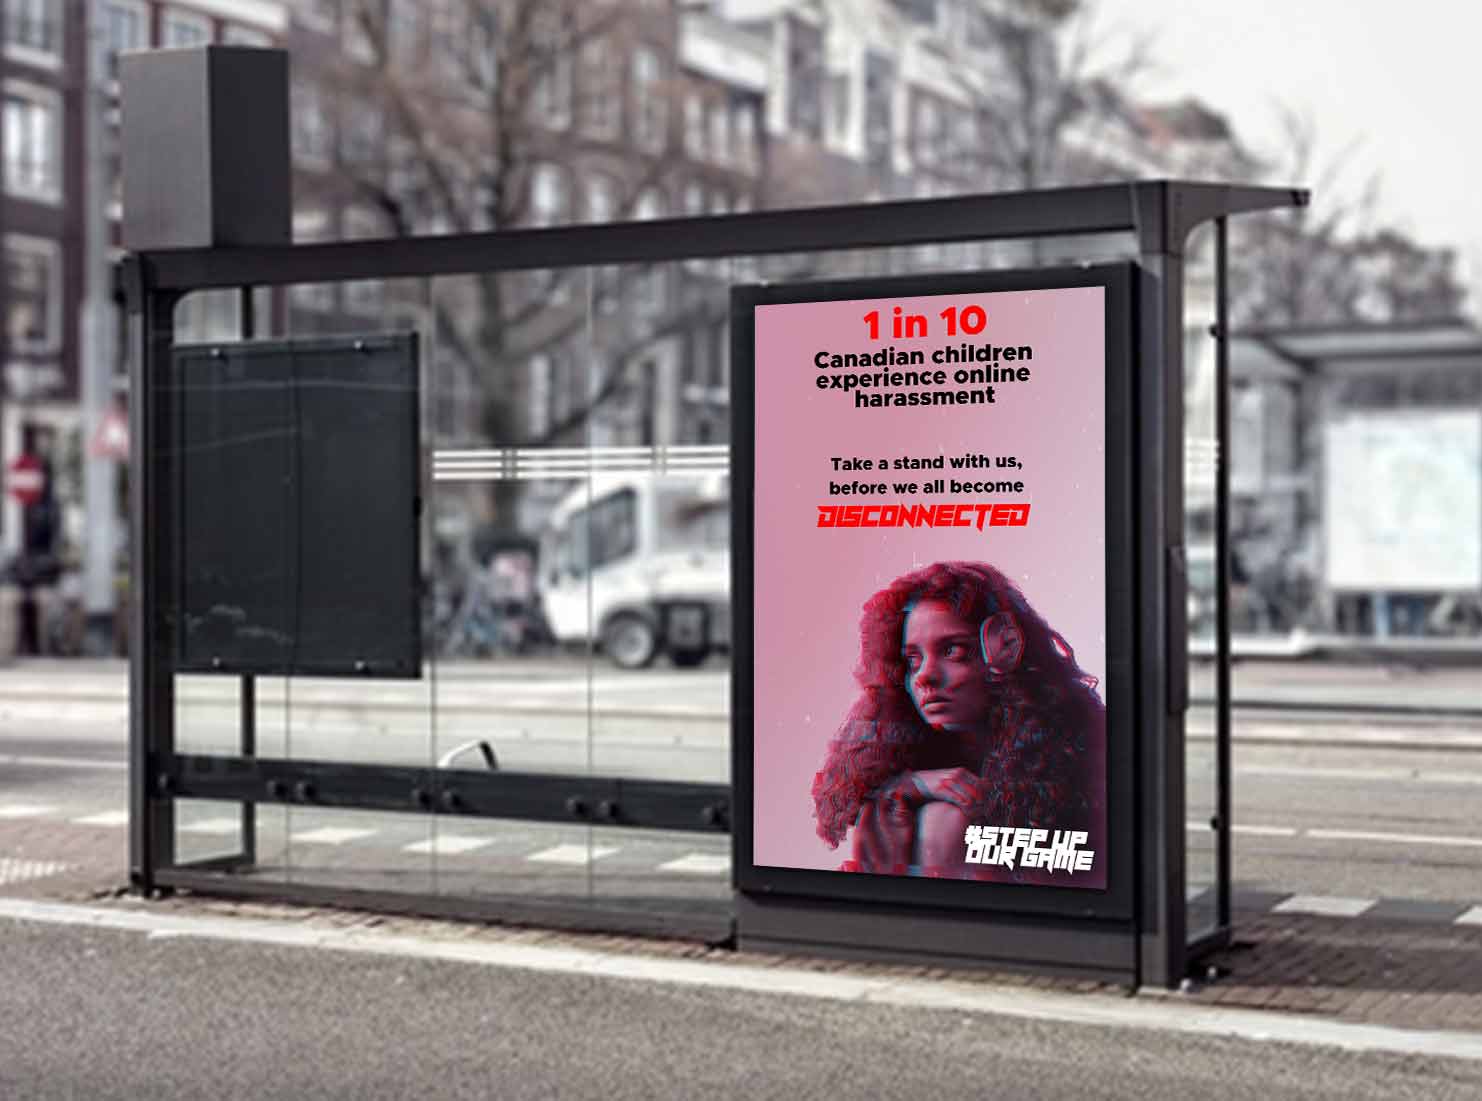 1 in 10
Canadian children
experience online
harassment
Take a stand with us,
before we all become
DISCONNECTED
#STEP UP
OUR GAME